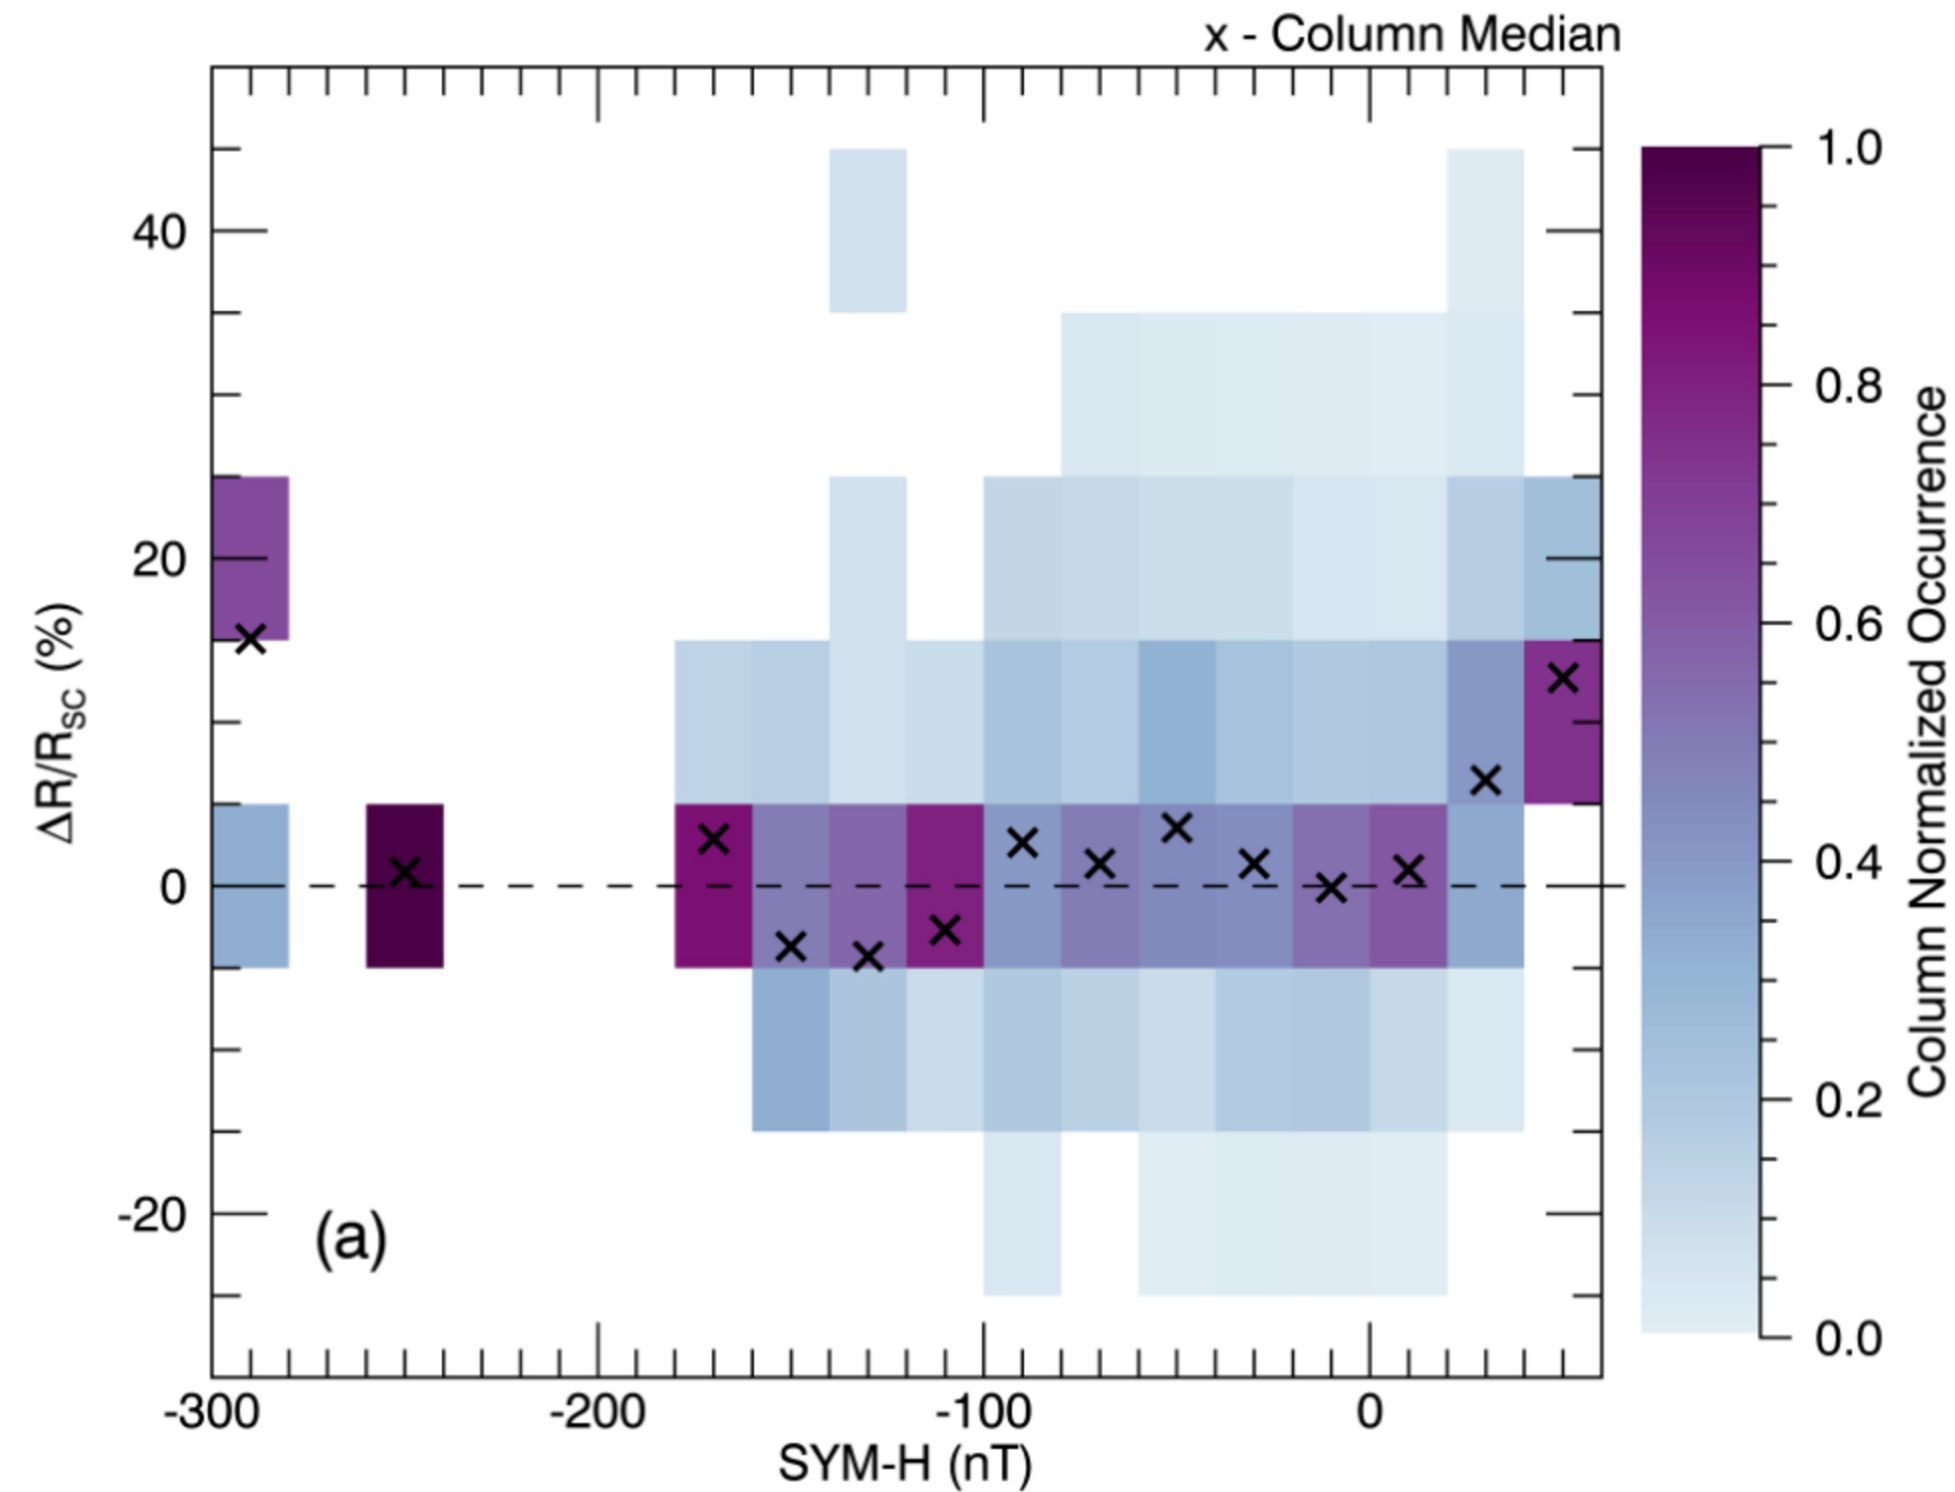 x - Column Median
40
20
0
-20
ΔR/R_SC (%)
(a)
-300
-200
-100
0
SYM-H (nT)
1.0
0.8
0.6
0.4
0.2
0.0
Column Normalized Occurrence